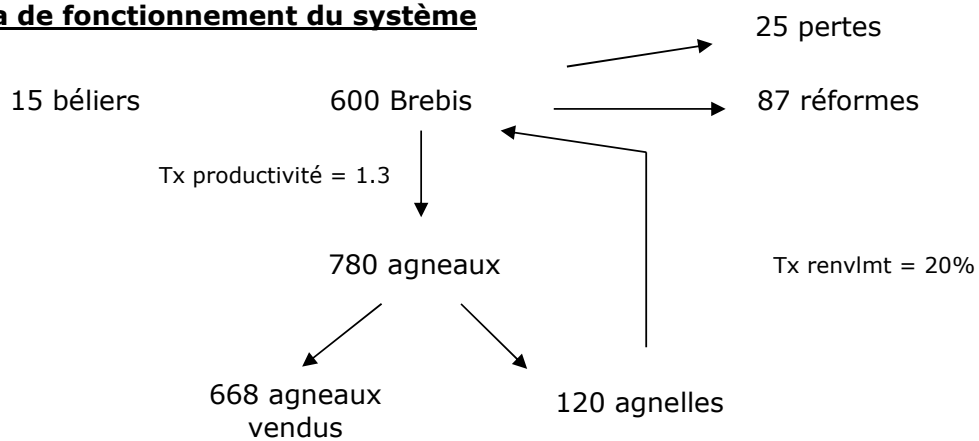 a de fonctionnement du système
25 pertes
15 béliers
600 Brebis
87 réformes
Tx productivité = 1.3
780 agneaux
Tx renvlmt = 20%
668 agneaux
vendus
120 agnelles